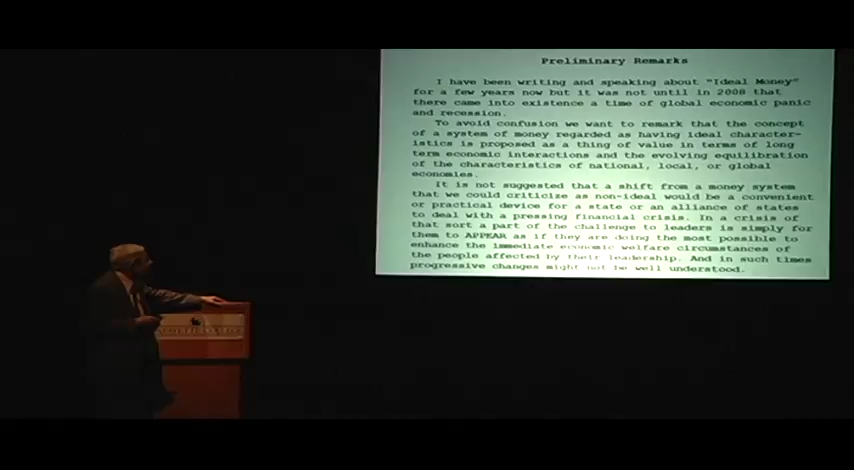 Preliminary Remarks
I have been writing and speaking about "Ideal Money"
for a few years now but it was not until in 2008 that
there came into existence a time of global economic panic
and recession.
To avoid confusion we want to remark that the concept
of a system of money regarded as having ideal character-
istics is proposed as a thing of value in terms of long
term economic interactions and the evolving equilibration
of the characteristics of national, local, or global
economies.
It is not suggested that a shift from a money system
that we could criticize as non-ideal would be a convenient
or practical device for a state or an alliance of states
to deal with a pressing financial crisis. In a crisis of
that sort a part of the challenge to leaders is simply for
them to APPEAR as if they are doing the most possible to
enhance the immediate economic welfare circumstances of
the people affected by their leadership. And in such times
progressive changes might not be well understood.